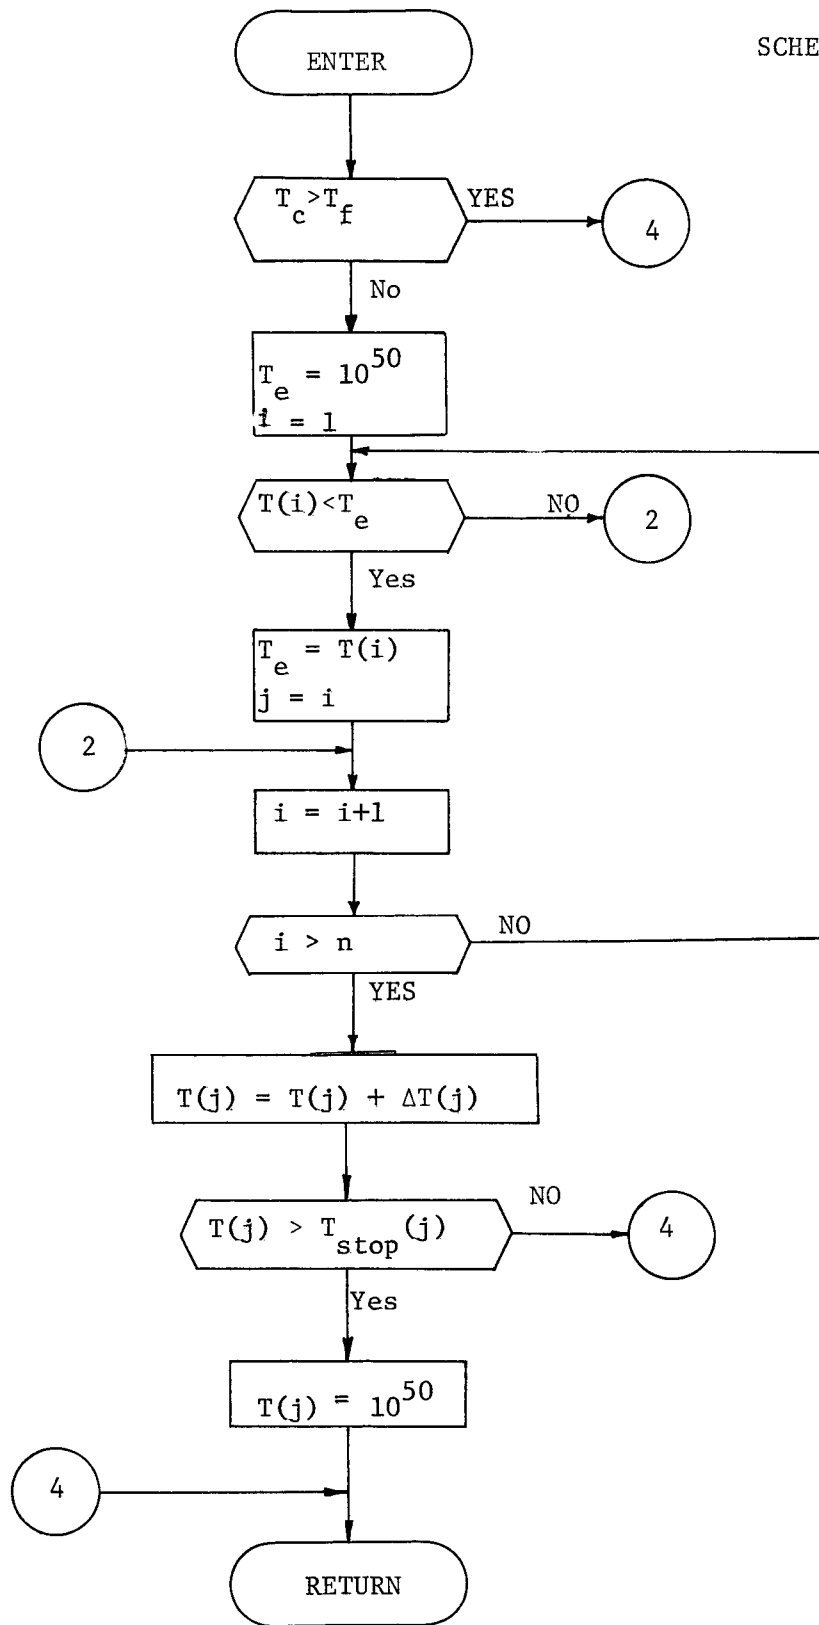 ENTER
SCHE
T_c>T_f
YES
4
No
T_e = 10^50
i = 1
T(i)<T_e
NO
2
Yes
T_e = T(i)
j = i
2
i = i+1
i > n
NO
YES
T(j) = T(j) + ΔT(j)
T(j) > T_stop(j)
NO
4
Yes
T(j) = 10^50
4
RETURN